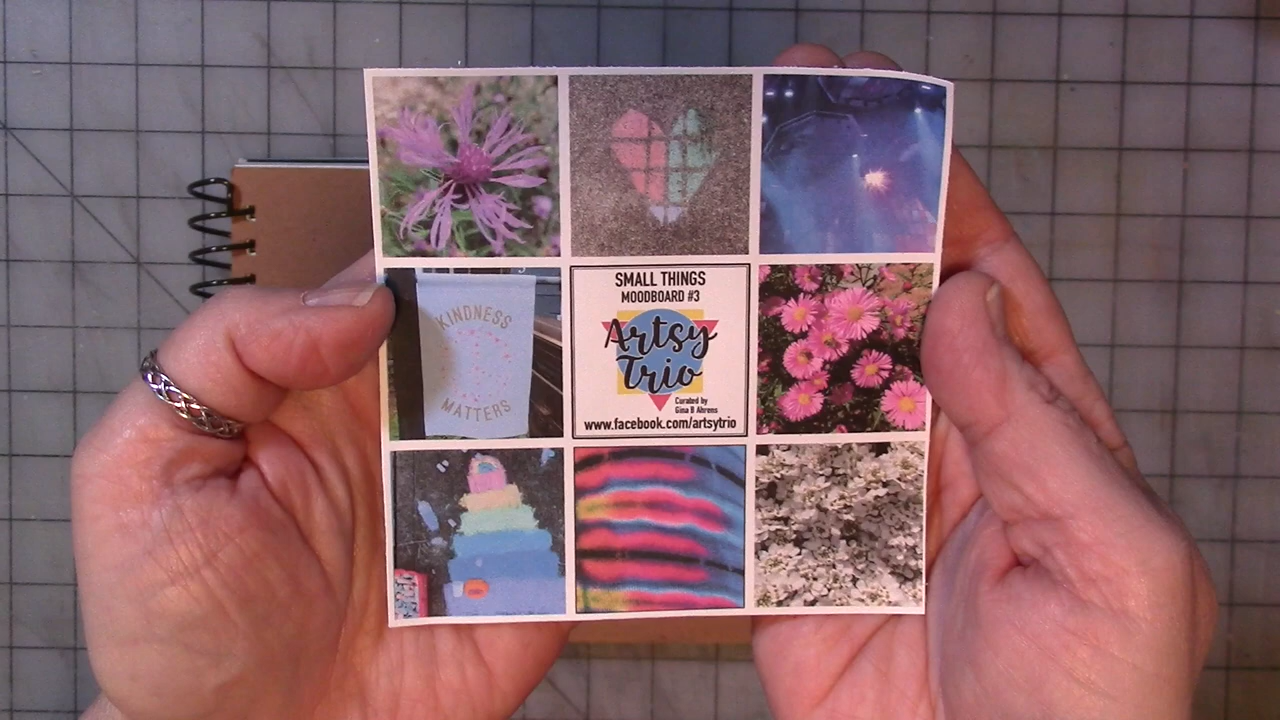 SMALL THINGS
MOODBOARD #3
Artsy
Trio
Curated by
Gina B Ahrens
www.facebook.com/artsytrio
KINDNESS
MATTERS